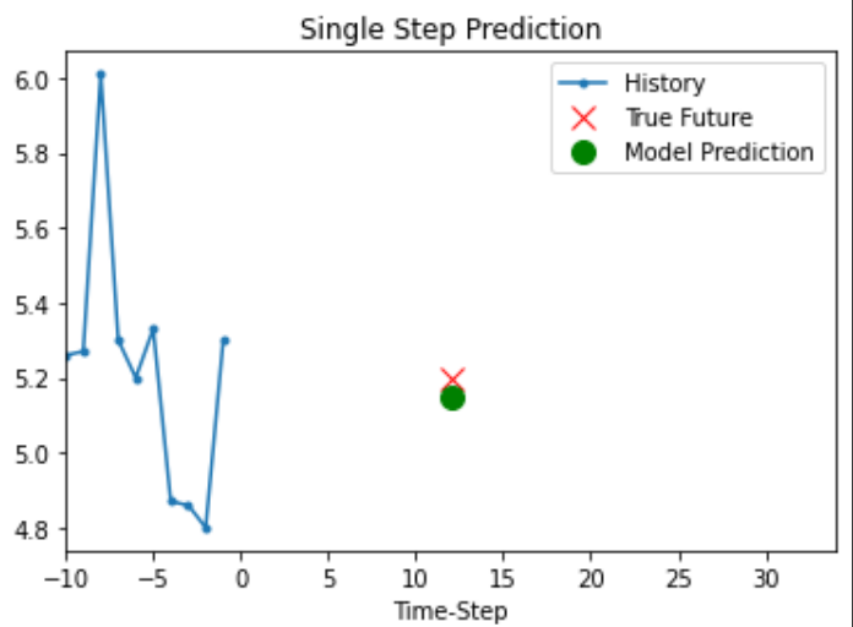 Single Step Prediction
6.0
5.8
5.6
5.4
5.2
5.0
4.8
History
True Future
Model Prediction
−10 −5 0 5 10 15 20 25 30
Time-Step